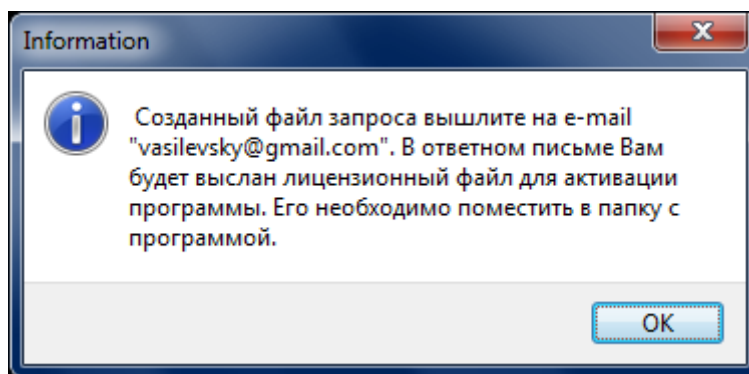 Information
Созданный файл запроса вышлите на e-mail
"vasilevsky@gmail.com". В ответном письме Вам
будет выслан лицензионный файл для активации
программы. Его необходимо поместить в папку с
программой.
OK